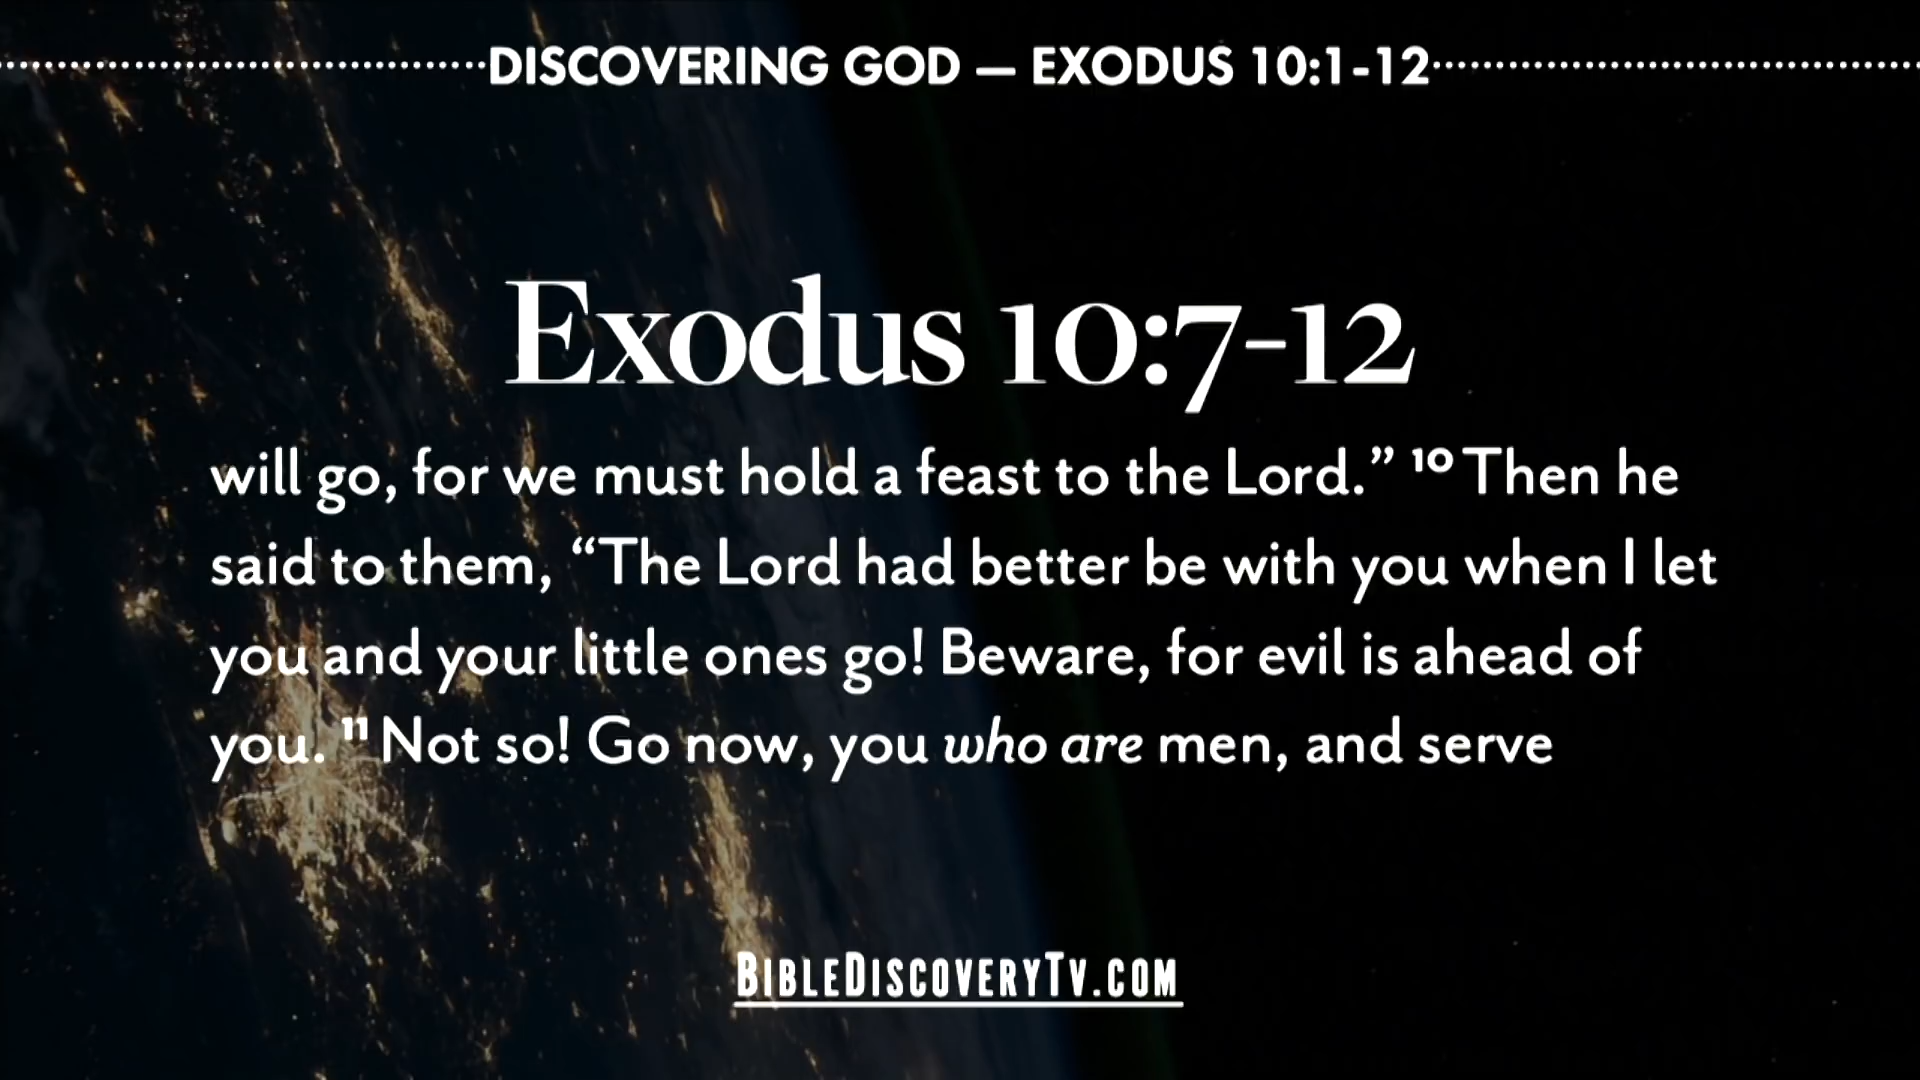 DISCOVERING GOD — EXODUS 10:1-12
Exodus 10:7-12
will go, for we must hold a feast to the Lord.” ¹⁰ Then he
said to them, “The Lord had better be with you when I let
you and your little ones go! Beware, for evil is ahead of
you. ¹¹ Not so! Go now, you who are men, and serve
BIBLEDISCOVERYTV.COM